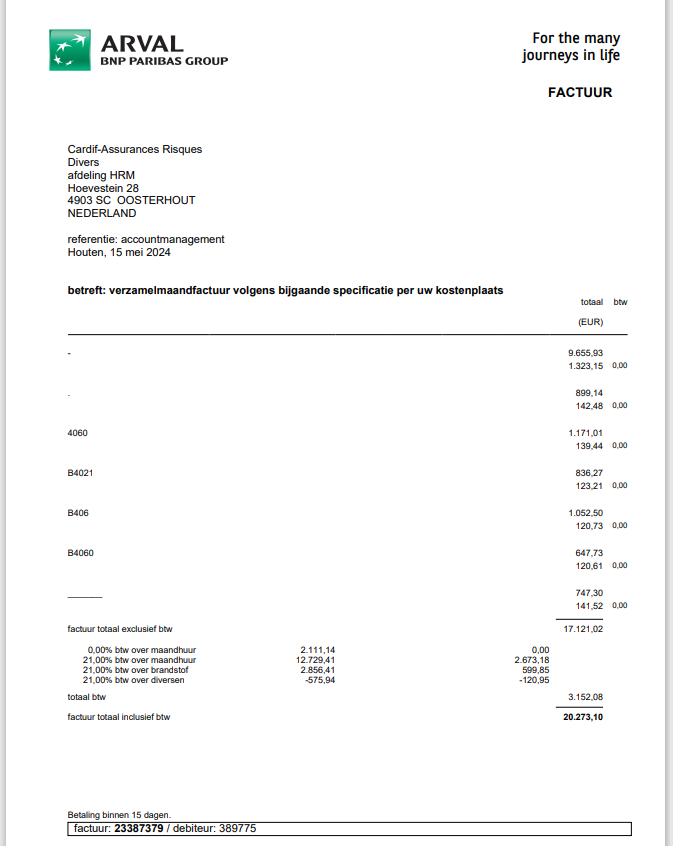 ARVAL
BNP PARIBAS GROUP
For the many
journeys in life
FACTUUR
Cardif-Assurances Risques
Divers
afdeling HRM
Hoevestein 28
4903 SC OOSTERHOUT
NEDERLAND
referentie: accountmanagement
Houten, 15 mei 2024
betreft: verzamelmaandfactuur volgens bijgaande specificatie per uw kostenplaats
totaal btw
(EUR)
- 9.655,93
1.323,15 0,00
. 899,14
142,48 0,00
4060 1.171,01
139,44 0,00
B4021 836,27
123,21 0,00
B406 1.052,50
120,73 0,00
B4060 647,73
120,61 0,00
________ 747,30
141,52 0,00
factuur totaal exclusief btw 17.121,02
0,00% btw over maandhuur 2.111,14 0,00
21,00% btw over maandhuur 12.729,41 2.673,18
21,00% btw over brandstof 2.856,41 599,85
21,00% btw over diversen -575,94 -120,95
totaal btw 3.152,08
factuur totaal inclusief btw 20.273,10
Betaling binnen 15 dagen.
factuur: 23387379 / debiteur: 389775